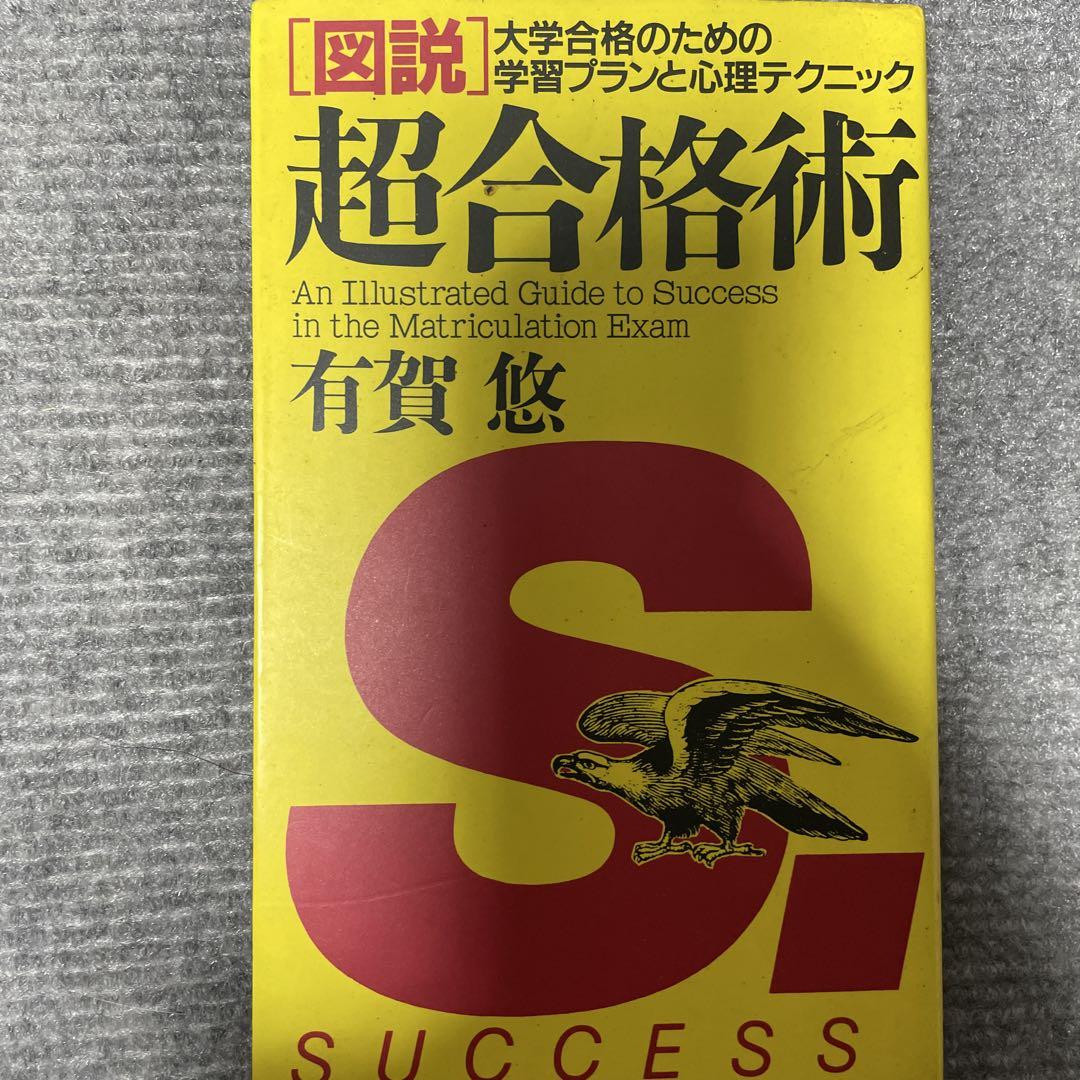 [図説]
大学合格のための
学習プランと心理テクニック
超合格術
An Illustrated Guide to Success
in the Matriculation Exam
有賀 悠
S.
SUCCESS